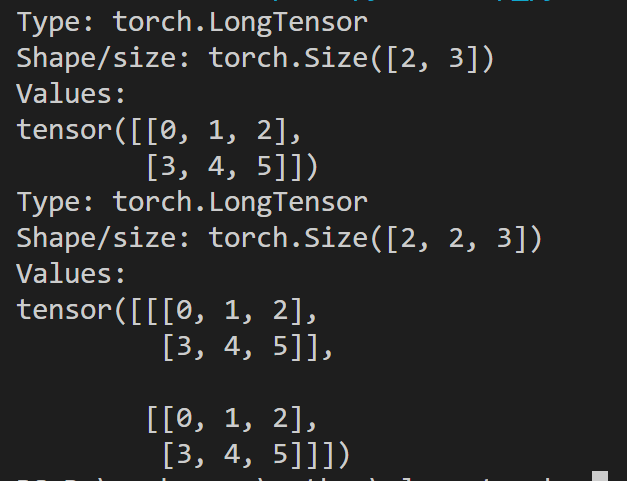 Type: torch.LongTensor
Shape/size: torch.Size([2, 3])
Values:
tensor([[0, 1, 2],
        [3, 4, 5]])
Type: torch.LongTensor
Shape/size: torch.Size([2, 2, 3])
Values:
tensor([[[0, 1, 2],
         [3, 4, 5]],

        [[0, 1, 2],
         [3, 4, 5]]])